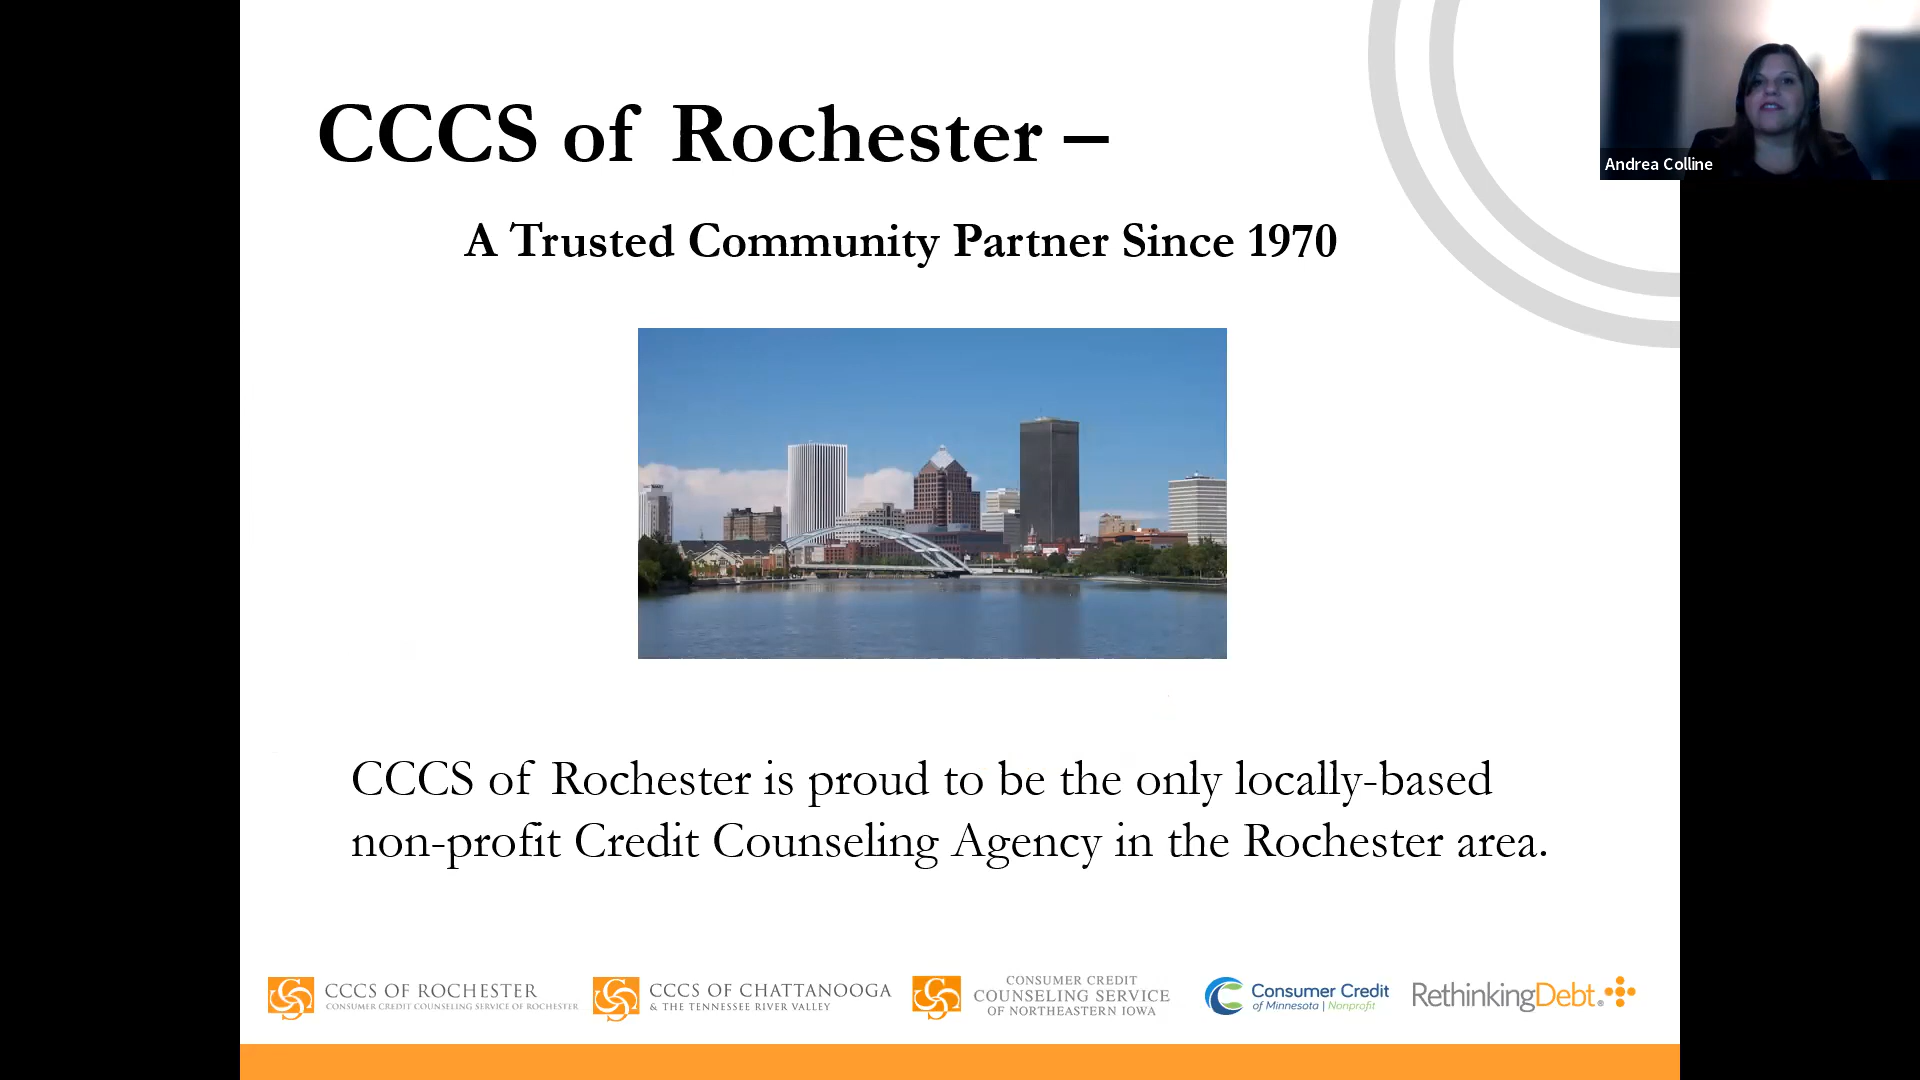 CCCS of Rochester –
Andrea Colline
A Trusted Community Partner Since 1970
CCCS of Rochester is proud to be the only locally-based
non-profit Credit Counseling Agency in the Rochester area.
CCCS OF ROCHESTER
CONSUMER CREDIT COUNSELING SERVICE OF ROCHESTER
CCCS OF CHATTANOOGA
& THE TENNESSEE RIVER VALLEY
CONSUMER CREDIT
COUNSELING SERVICE
OF NORTHEASTERN IOWA
Consumer Credit
of Minnesota | Nonprofit
RethinkingDebt®